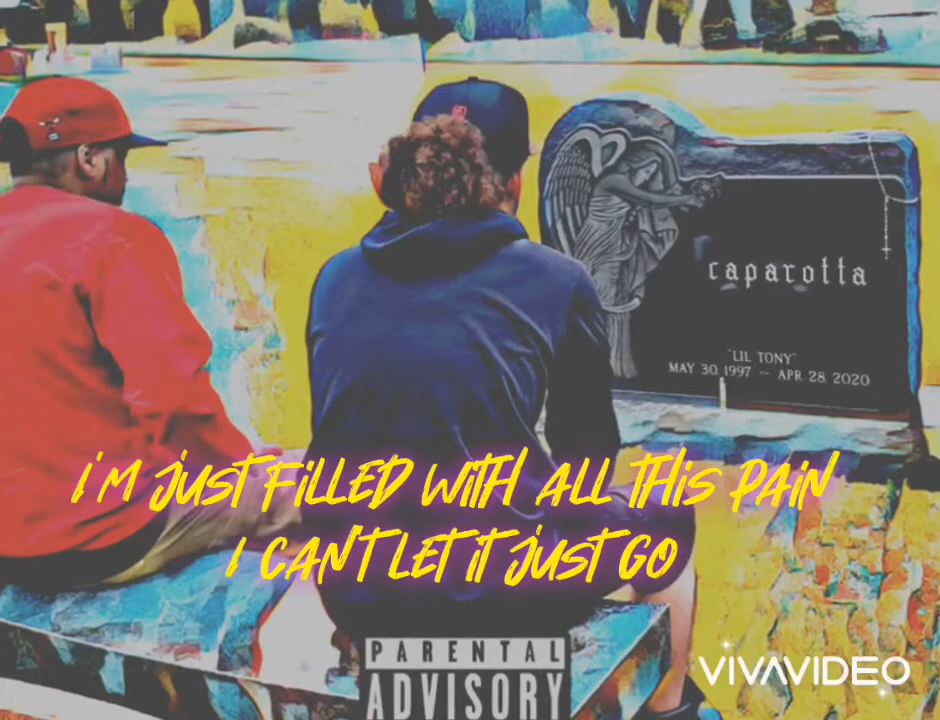 caparotta
"LIL TONY"
MAY 30, 1997 ~ APR 28, 2020
I'M JUST FILLED WITH ALL THIS PAIN
I CAN'T LET IT JUST GO
PARENTAL
ADVISORY
VIVAVIDEO